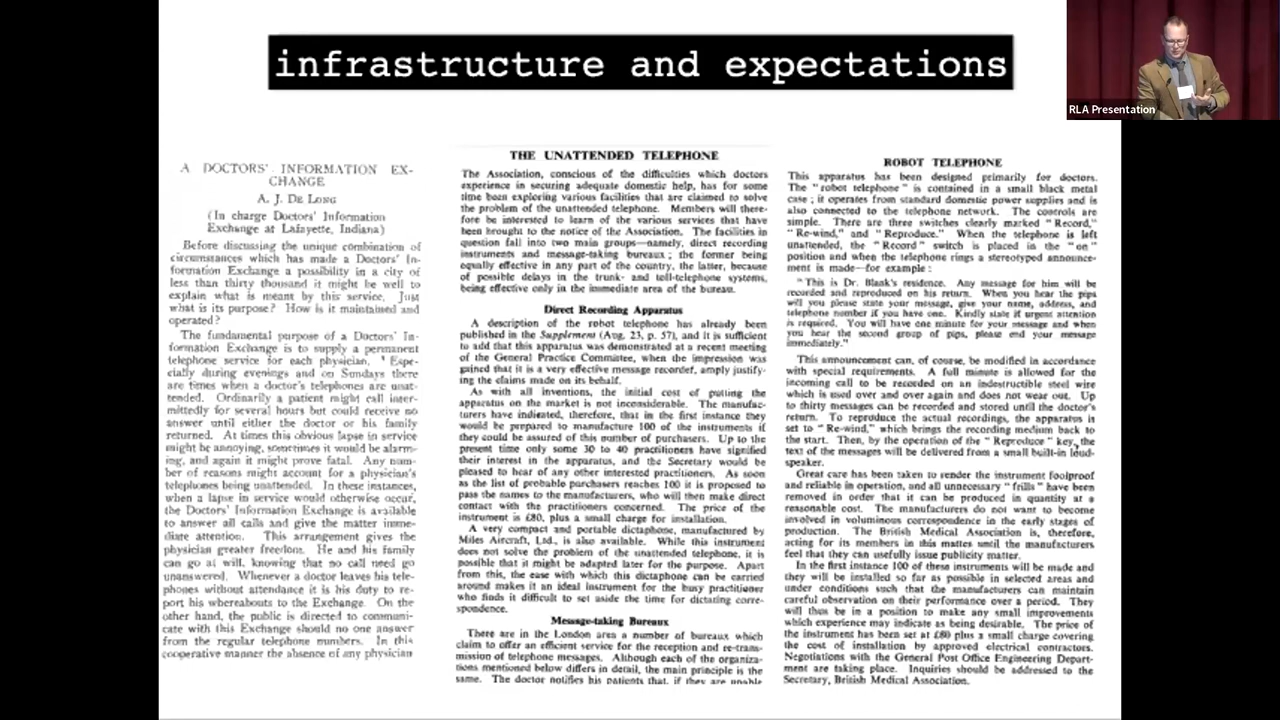 infrastructure and expectations
RLA Presentation
A DOCTORS' INFORMATION EX-
CHANGE
A. J. DE LONG
(In charge Doctors' Information
Exchange at Lafayette, Indiana)
Before discussing the unique combination of
circumstances which has made a Doctors' In-
formation Exchange a possibility in a city of
less than thirty thousand it might be well to
explain what is meant by this service. Just
what is its purpose? How is it maintained and
operated?
The fundamental purpose of a Doctors' In-
formation Exchange is to supply a permanent
telephone service for each physician. Espe-
cially during evenings and on Sundays there
are times when a doctor's telephones are unat-
tended. Ordinarily a patient might call inter-
mittedly for several hours but could receive no
answer until either the doctor or his family
returned. At times this obvious lapse in service
might be annoying, sometimes it would be alarm-
ing, and again it might prove fatal. Any num-
ber of reasons might account for a physician's
telephones being unattended. In these instances,
when a lapse in service would otherwise occur,
the Doctors' Information Exchange is available
to answer all calls and give the matter imme-
diate attention. This arrangement gives the
physician greater freedom. He and his family
can go at will, knowing that no call need go
unanswered. Whenever a doctor leaves his tele-
phones without attendance it is his duty to re-
port his whereabouts to the Exchange. On the
other hand, the public is directed to communi-
cate with this Exchange should no one answer
from the regular telephone numbers. In this
cooperative manner the absence of any physician
THE UNATTENDED TELEPHONE
The Association, conscious of the difficulties which doctors
experience in securing adequate domestic help, has for some
time been exploring various facilities that are claimed to solve
the problem of the unattended telephone. Members will there-
fore be interested to learn of the various services that have
been brought to the notice of the Association. The facilities in
question fall into two main groups—namely, direct recording
instruments and message-taking bureaux; the former being
equally effective in any part of the country, the latter, because
of possible delays in the trunk- and toll-telephone systems,
being effective only in the immediate area of the bureau.
Direct Recording Apparatus
A description of the robot telephone has already been
published in the Supplement (Aug. 23, p. 57), and it is sufficient
to add that this apparatus was demonstrated at a recent meeting
of the General Practice Committee, when the impression was
gained that it is a very effective message recorder, amply justify-
ing the claims made on its behalf.
As with all inventions, the initial cost of putting the
apparatus on the market is not inconsiderable. The manufac-
turers have indicated, therefore, that in the first instance they
would be prepared to manufacture 100 of the instruments if
they could be assured of this number of purchasers. Up to the
present time only some 30 to 40 practitioners have signified
their interest in the apparatus, and the Secretary would be
pleased to hear of any other interested practitioners. As soon
as the list of probable purchasers reaches 100 it is proposed to
pass the names to the manufacturers, who will then make direct
contact with the practitioners concerned. The price of the
instrument is £80, plus a small charge for installation.
A very compact and portable dictaphone, manufactured by
Miles Aircraft, Ltd., is also available. While this instrument
does not solve the problem of the unattended telephone, it is
possible that it might be adapted later for the purpose. Apart
from this, the ease with which this dictaphone can be carried
around makes it an ideal instrument for the busy practitioner
who finds it difficult to set aside the time for dictating corre-
spondence.
Message-taking Bureaux
There are in the London area a number of bureaux which
claim to offer an efficient service for the reception and re-trans-
mission of telephone messages. Although each of the organiza-
tions mentioned below differs in detail, the main principle is the
same. The doctor notifies his patients that, if they are unable
ROBOT TELEPHONE
This apparatus has been designed primarily for doctors.
The "robot telephone" is contained in a small black metal
case; it operates from standard domestic power supplies and is
also connected to the telephone network. The controls are
simple. There are three switches clearly marked "Record,"
"Re-wind," and "Reproduce." When the telephone is left
unattended, the "Record" switch is placed in the "on"
position and when the telephone rings a stereotyped announce-
ment is made—for example:
"This is Dr. Blank's residence. Any message for him will be
recorded and reproduced on his return. When you hear the pips
will you please state your message, give your name, address, and
telephone number if you have one. Kindly state if urgent attention
is required. You will have one minute for your message and when
you hear the second group of pips, please end your message
immediately."
This announcement can, of course, be modified in accordance
with special requirements. A full minute is allowed for the
incoming call to be recorded on an indestructible steel wire
which is used over and over again and does not wear out. Up
to thirty messages can be recorded and stored until the doctor's
return. To reproduce the actual recordings, the apparatus is
set to "Re-wind," which brings the recording medium back to
the start. Then, by the operation of the "Reproduce" key, the
text of the messages will be delivered from a small built-in loud-
speaker.
Great care has been taken to render the instrument foolproof
and reliable in operation, and all unnecessary "frills" have been
removed in order that it can be produced in quantity at a
reasonable cost. The manufacturers do not want to become
involved in voluminous correspondence in the early stages of
production. The British Medical Association is, therefore,
acting for its members in this matter until the manufacturers
feel that they can usefully issue publicity matter.
In the first instance 100 of these instruments will be made and
they will be installed so far as possible in selected areas and
under conditions such that the manufacturers can maintain
careful observation on their performance over a period. They
will thus be in a position to make any small improvements
which experience may indicate as being desirable. The price of
the instrument has been set at £80 plus a small charge covering
the cost of installation by approved electrical contractors.
Negotiations with the General Post Office Engineering Depart-
ment are taking place. Inquiries should be addressed to the
Secretary, British Medical Association.